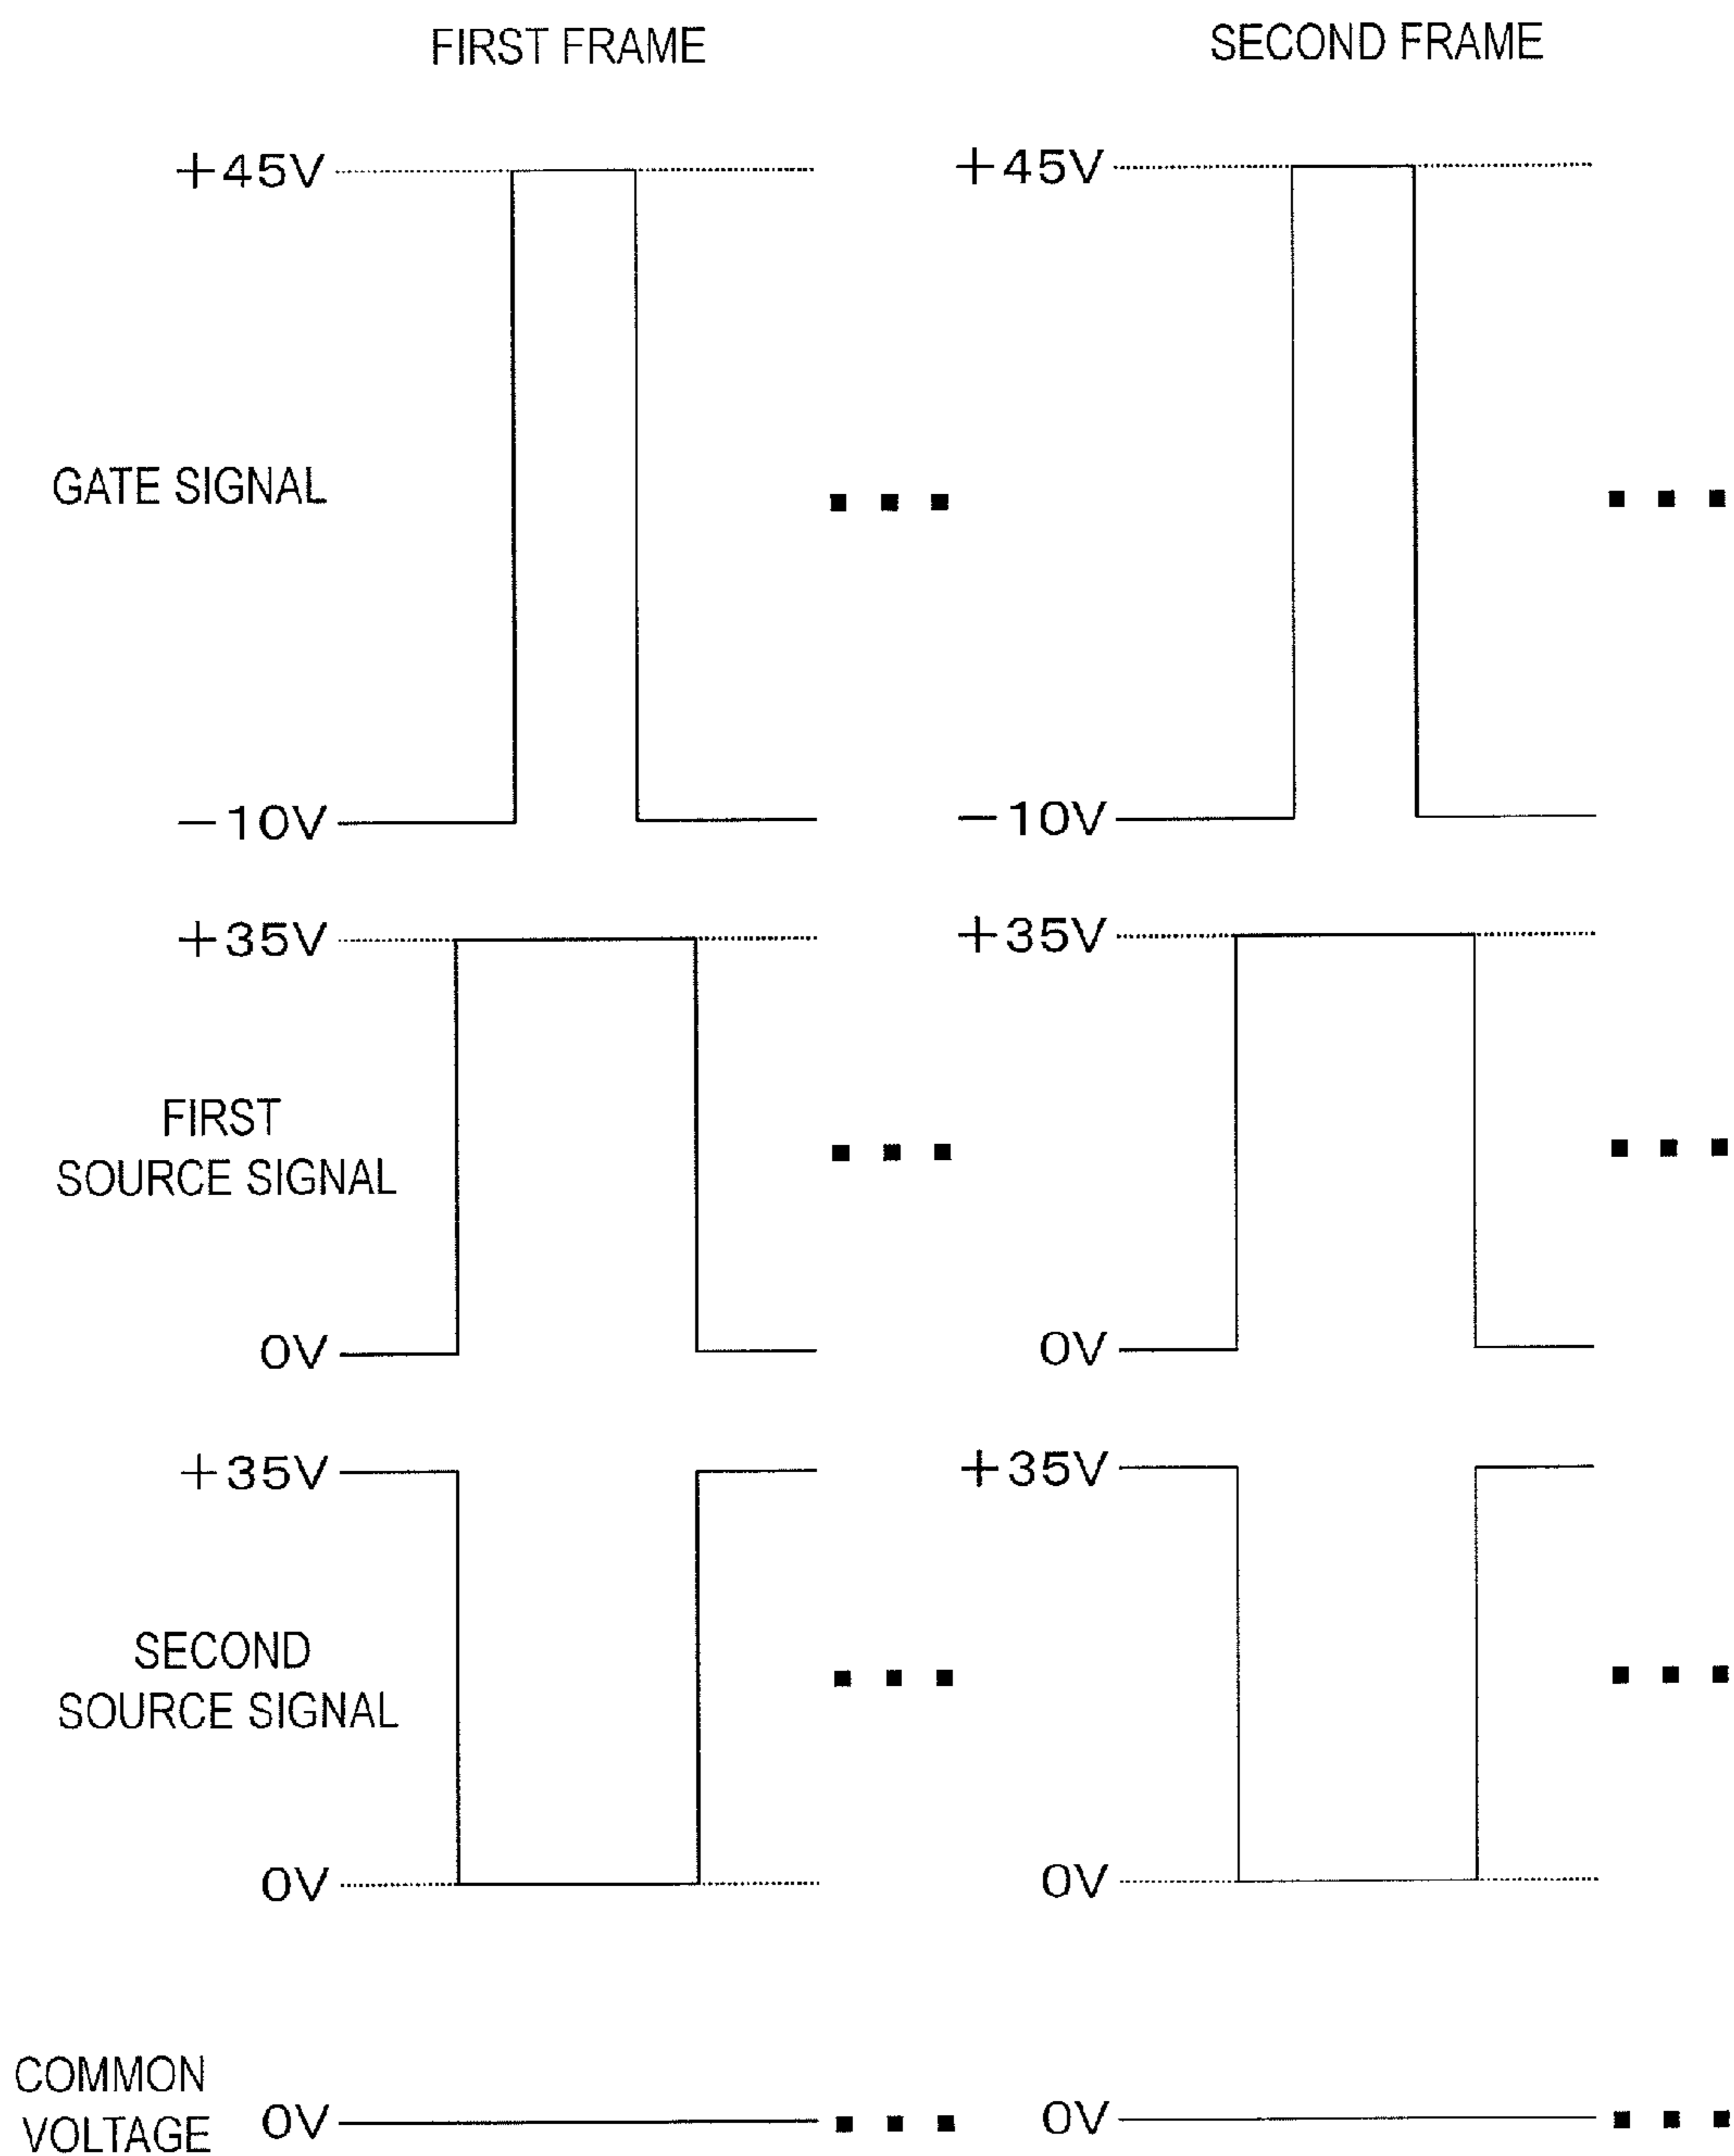 FIRST FRAME
SECOND FRAME
+45V
+45V
GATE SIGNAL
−10V
−10V
+35V
+35V
FIRST
SOURCE SIGNAL
0V
0V
+35V
+35V
SECOND
SOURCE SIGNAL
0V
0V
COMMON
VOLTAGE
0V
0V